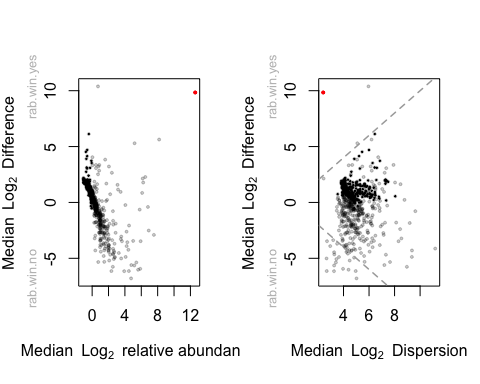 rab.win.yes
rab.win.no
Median Log2 Difference
10
5
0
-5
0 4 8 12
Median Log2 relative abundan
rab.win.yes
rab.win.no
Median Log2 Difference
10
5
0
-5
4 6 8
Median Log2 Dispersion